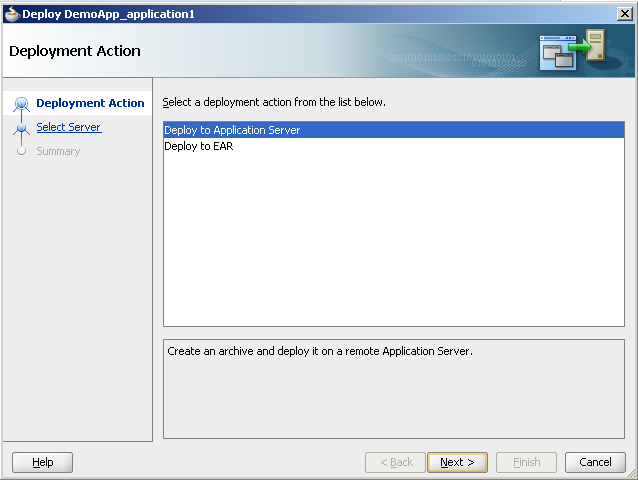 Deploy DemoApp_application1
Deployment Action
010101010101010101010101
01010101010
Deployment Action
Select Server
Summary
Select a deployment action from the list below.
Deploy to Application Server
Deploy to EAR
Create an archive and deploy it on a remote Application Server.
Help
< Back
Next >
Finish
Cancel